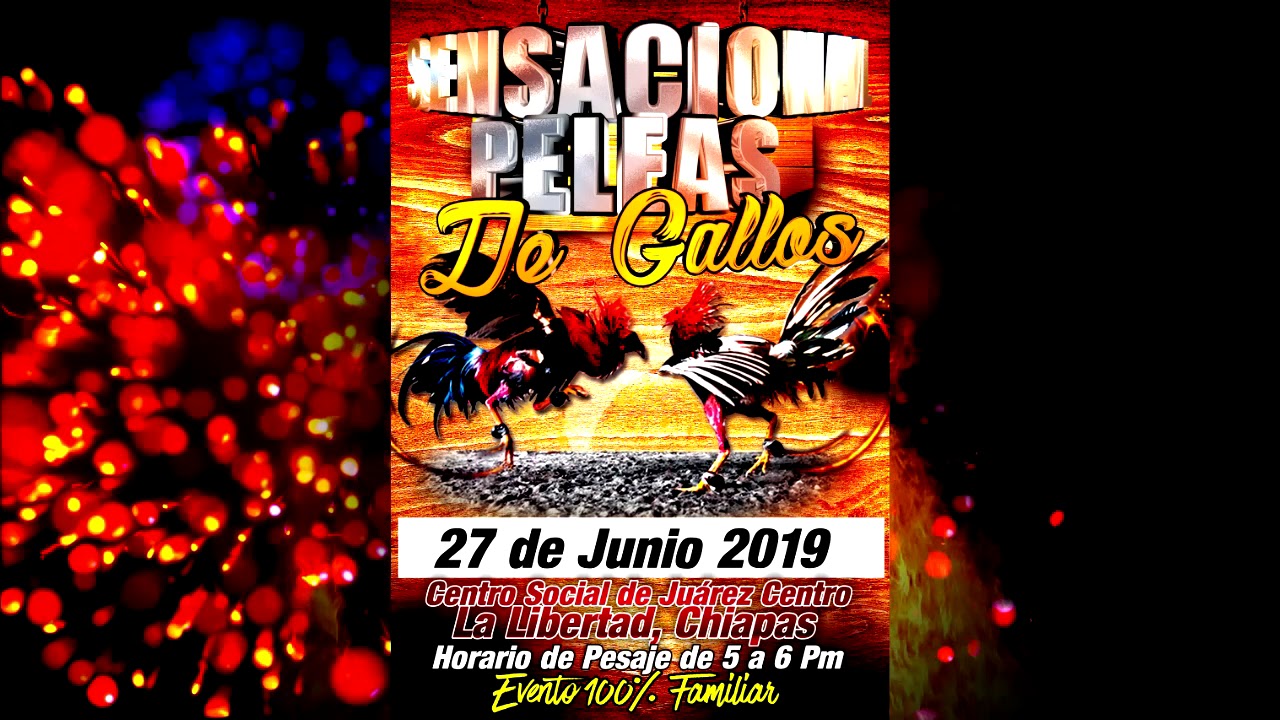 SENSACIONAL
PELEAS
De Gallos
27 de Junio 2019
Centro Social de Juárez Centro
La Libertad, Chiapas
Horario de Pesaje de 5 a 6 Pm
Evento 100% Familiar